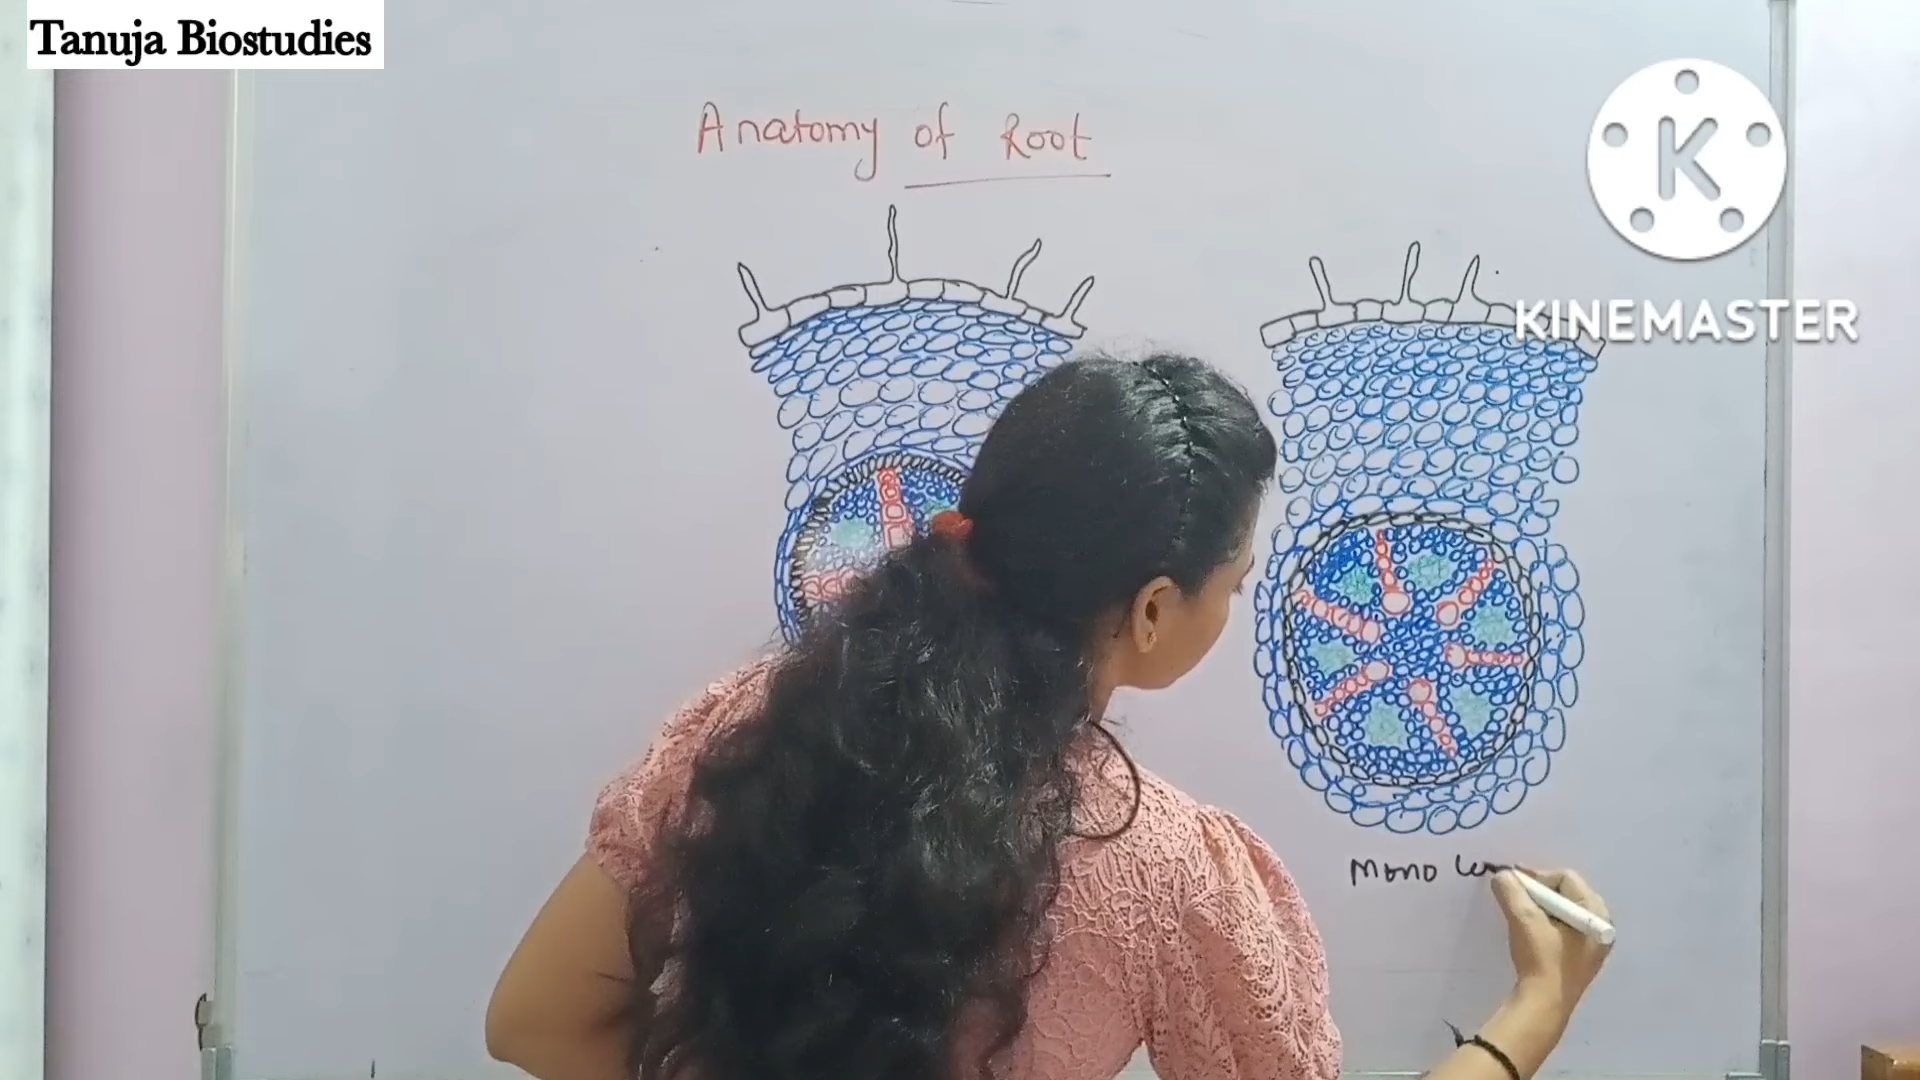 Tanuja Biostudies
Anatomy of Root
K
KINEMASTER
Mono